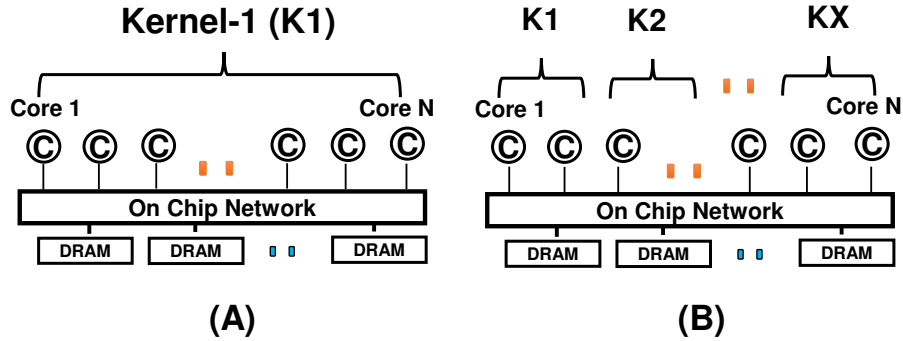 Kernel-1 (K1)
Core 1
Core N
C C C C C C
On Chip Network
DRAM DRAM DRAM
(A)
K1 K2 KX
Core 1
Core N
C C C C C C
On Chip Network
DRAM DRAM DRAM
(B)